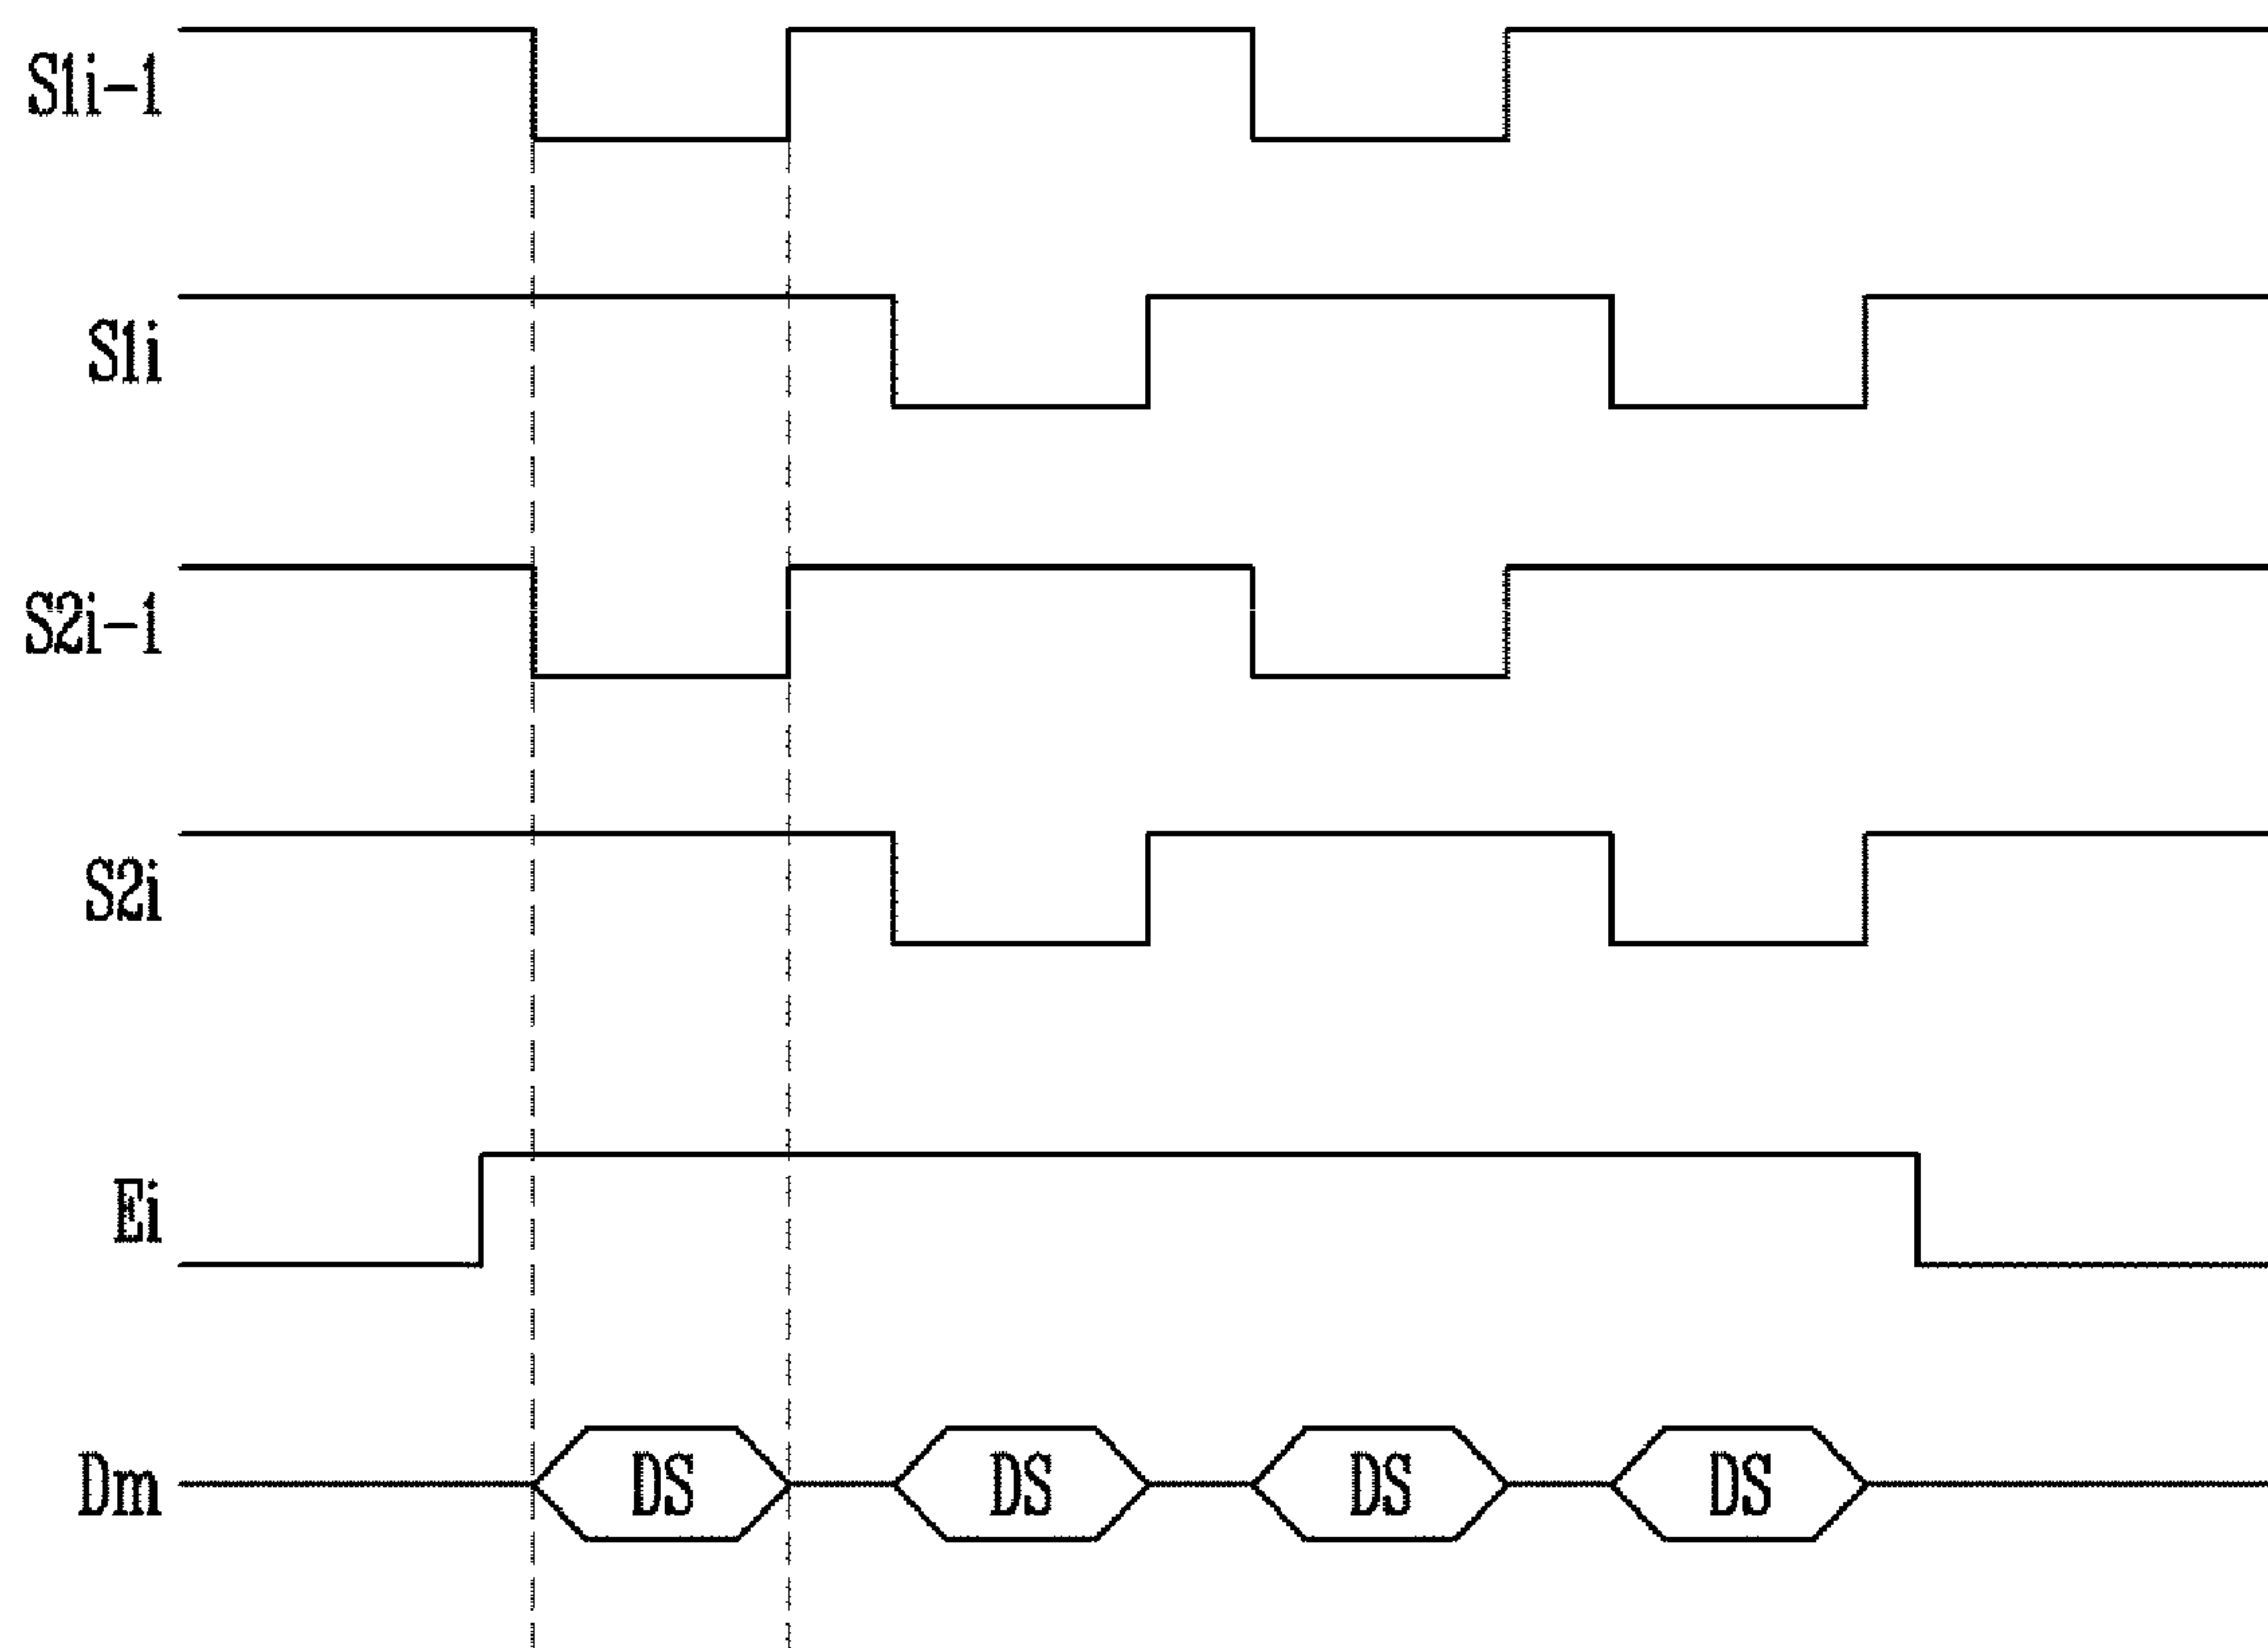 S1i-1
S1i
S2i-1
S2i
Ei
Dm DS DS DS DS